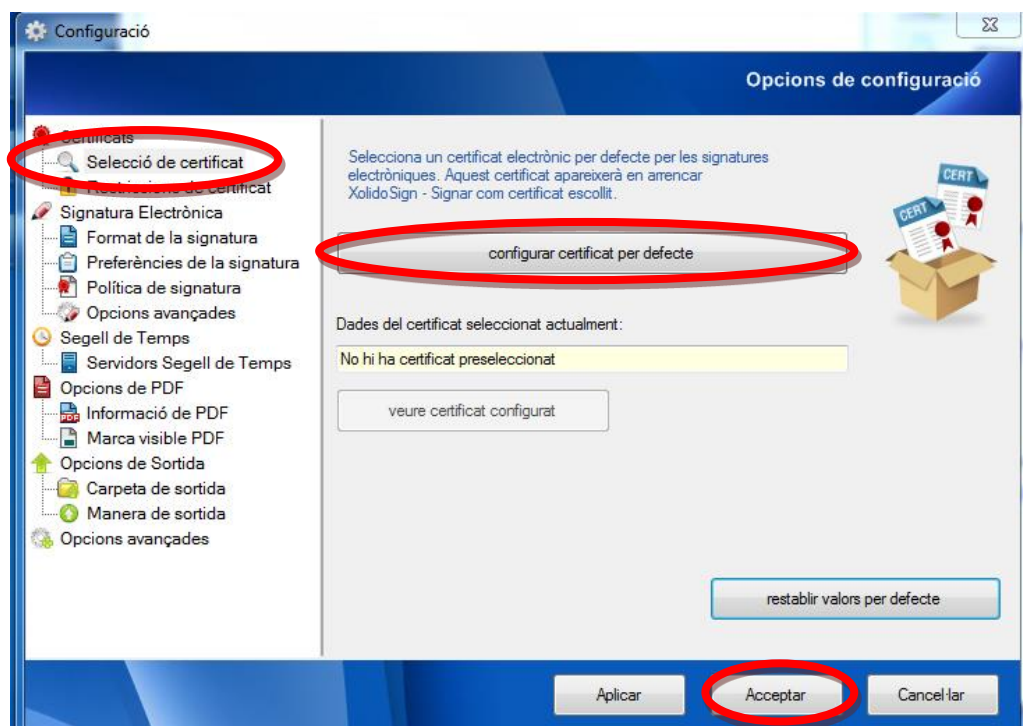 Configuració
Opcions de configuració
Certificats
Selecció de certificat
Restriccions de certificat
Signatura Electrònica
Format de la signatura
Preferències de la signatura
Política de signatura
Opcions avançades
Segell de Temps
Servidors Segell de Temps
Opcions de PDF
Informació de PDF
Marca visible PDF
Opcions de Sortida
Carpeta de sortida
Manera de sortida
Opcions avançades
Selecciona un certificat electrònic per defecte per les signatures
electròniques. Aquest certificat apareixerà en arrencar
XolidoSign - Signar com certificat escollit.
CERT
CERT
configurar certificat per defecte
Dades del certificat seleccionat actualment:
No hi ha certificat preseleccionat
veure certificat configurat
restablir valors per defecte
Aplicar
Acceptar
Cancel·lar